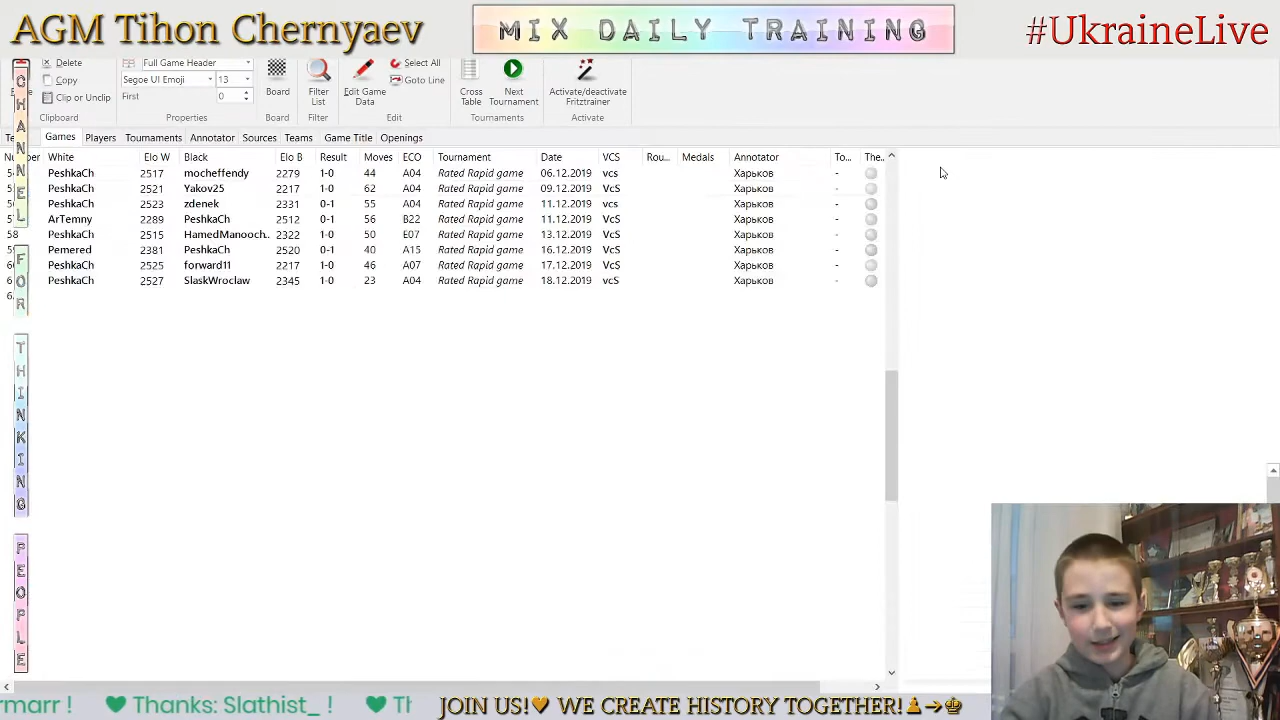 AGM Tihon Chernyaev
MIX DAILY TRAINING
#UkraineLive
Delete
Copy
Clip or Unclip
Clipboard
Full Game Header
Segoe UI Emoji 13
First 0
Properties
Board
Board
Filter List
Filter
Edit Game Data
Select All
Goto Line
Edit
Cross Table
Next Tournament
Tournaments
Activate/deactivate Fritztrainer
Activate
Games Players Tournaments Annotator Sources Teams Game Title Openings
White Elo W Black Elo B Result Moves ECO Tournament Date VCS Rou... Medals Annotator To... The..
PeshkaCh 2517 mocheffendy 2279 1-0 44 A04 Rated Rapid game 06.12.2019 vcs Харьков -
PeshkaCh 2521 Yakov25 2217 1-0 62 A04 Rated Rapid game 09.12.2019 VcS Харьков -
PeshkaCh 2523 zdenek 2331 0-1 55 A04 Rated Rapid game 11.12.2019 vcs Харьков -
ArTemny 2289 PeshkaCh 2512 0-1 56 B22 Rated Rapid game 11.12.2019 VcS Харьков -
58 PeshkaCh 2515 HamedManooch.. 2322 1-0 50 E07 Rated Rapid game 13.12.2019 VcS Харьков -
Pemered 2381 PeshkaCh 2520 0-1 40 A15 Rated Rapid game 16.12.2019 VcS Харьков -
PeshkaCh 2525 forward11 2217 1-0 46 A07 Rated Rapid game 17.12.2019 VcS Харьков -
PeshkaCh 2527 SlaskWroclaw 2345 1-0 23 A04 Rated Rapid game 18.12.2019 vcS Харьков -
CHANNEL
FOR
THINKING
PEOPLE
rmarr ! Thanks: Slathist_ ! Th
JOIN US! WE CREATE HISTORY TOGETHER!